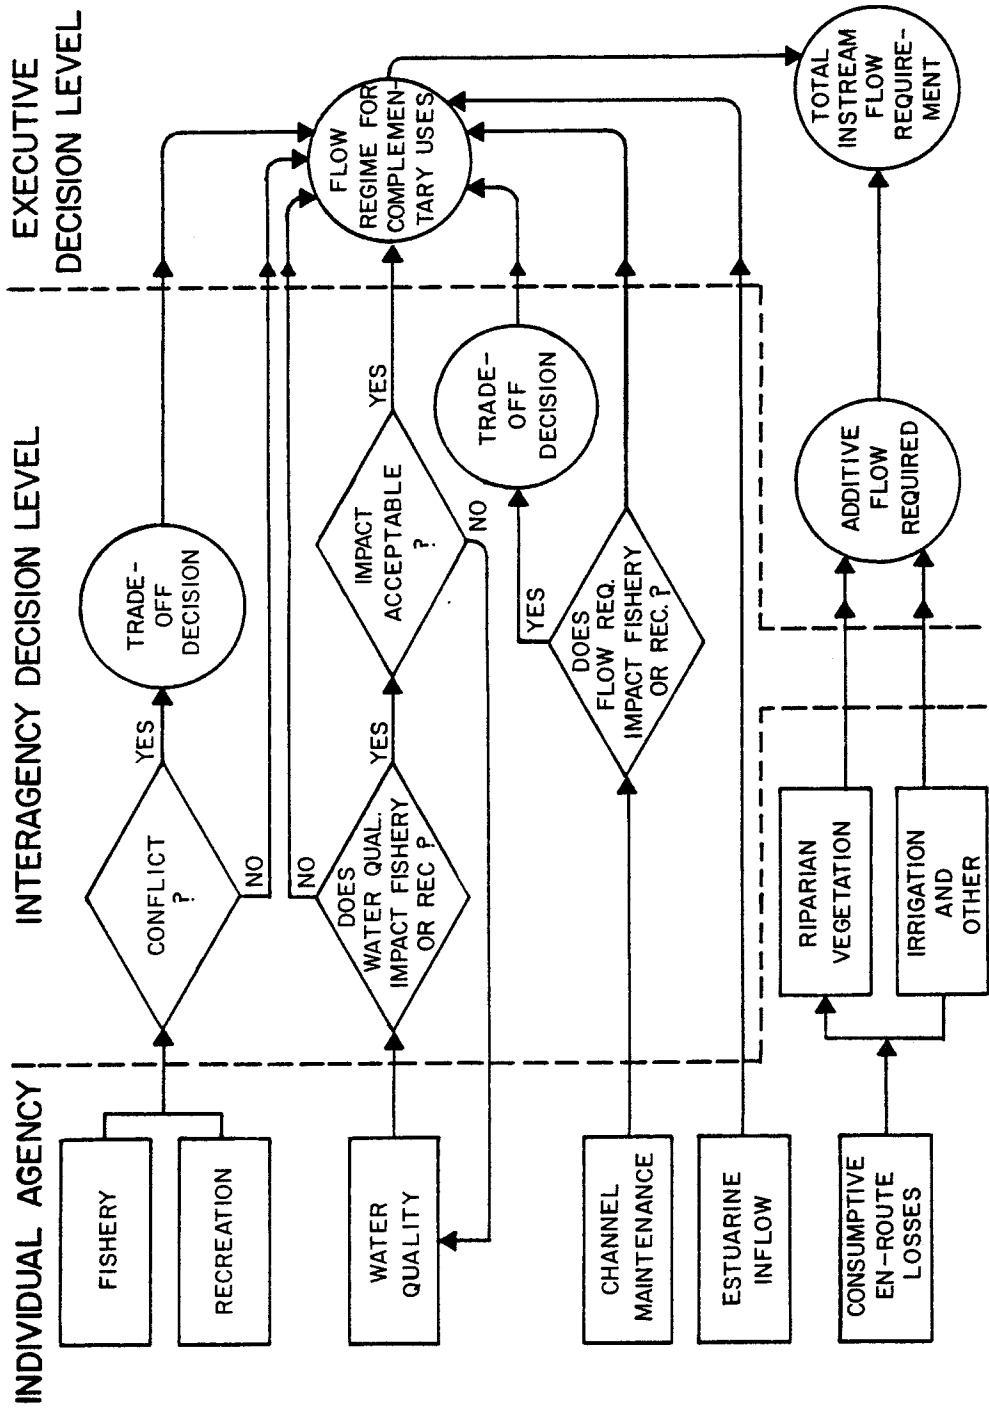 INDIVIDUAL AGENCY
INTERAGENCY DECISION LEVEL
EXECUTIVE
DECISION LEVEL
FISHERY
RECREATION
CONFLICT
?
YES
NO
TRADE-
OFF
DECISION
WATER
QUALITY
DOES
WATER QUAL.
IMPACT FISHERY
OR REC ?
NO
YES
IMPACT
ACCEPTABLE
?
YES
NO
FLOW
REGIME FOR
COMPLEMEN-
TARY USES
CHANNEL
MAINTENANCE
DOES
FLOW REQ.
IMPACT FISHERY
OR REC. ?
YES
TRADE-
OFF
DECISION
ESTUARINE
INFLOW
CONSUMPTIVE
EN-ROUTE
LOSSES
RIPARIAN
VEGETATION
IRRIGATION
AND
OTHER
ADDITIVE
FLOW
REQUIRED
TOTAL
INSTREAM
FLOW
REQUIRE-
MENT